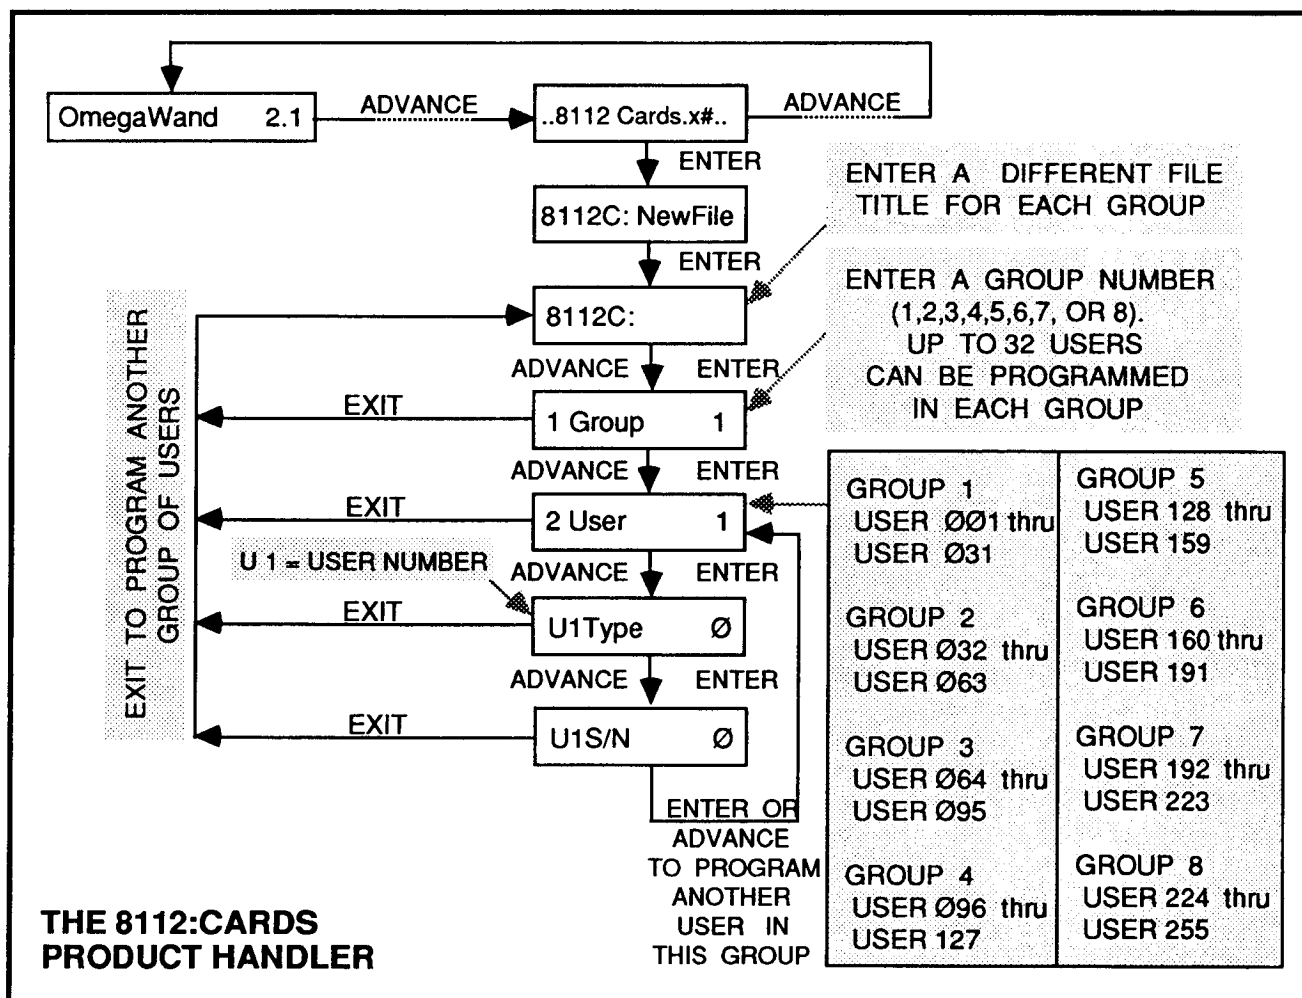 OmegaWand 2.1
ADVANCE
..8112 Cards.x#..
ADVANCE
ENTER
8112C: NewFile
ENTER
8112C:
ADVANCE ENTER
1 Group 1
EXIT
ADVANCE ENTER
2 User 1
EXIT
U 1 = USER NUMBER
ADVANCE ENTER
U1Type Ø
EXIT
ADVANCE ENTER
U1S/N Ø
EXIT
ENTER OR
ADVANCE
TO PROGRAM
ANOTHER
USER IN
THIS GROUP
EXIT TO PROGRAM ANOTHER
GROUP OF USERS
ENTER A DIFFERENT FILE
TITLE FOR EACH GROUP
ENTER A GROUP NUMBER
(1,2,3,4,5,6,7, OR 8).
UP TO 32 USERS
CAN BE PROGRAMMED
IN EACH GROUP
GROUP 1
USER ØØ1 thru
USER Ø31
GROUP 2
USER Ø32 thru
USER Ø63
GROUP 3
USER Ø64 thru
USER Ø95
GROUP 4
USER Ø96 thru
USER 127
GROUP 5
USER 128 thru
USER 159
GROUP 6
USER 160 thru
USER 191
GROUP 7
USER 192 thru
USER 223
GROUP 8
USER 224 thru
USER 255
THE 8112:CARDS
PRODUCT HANDLER